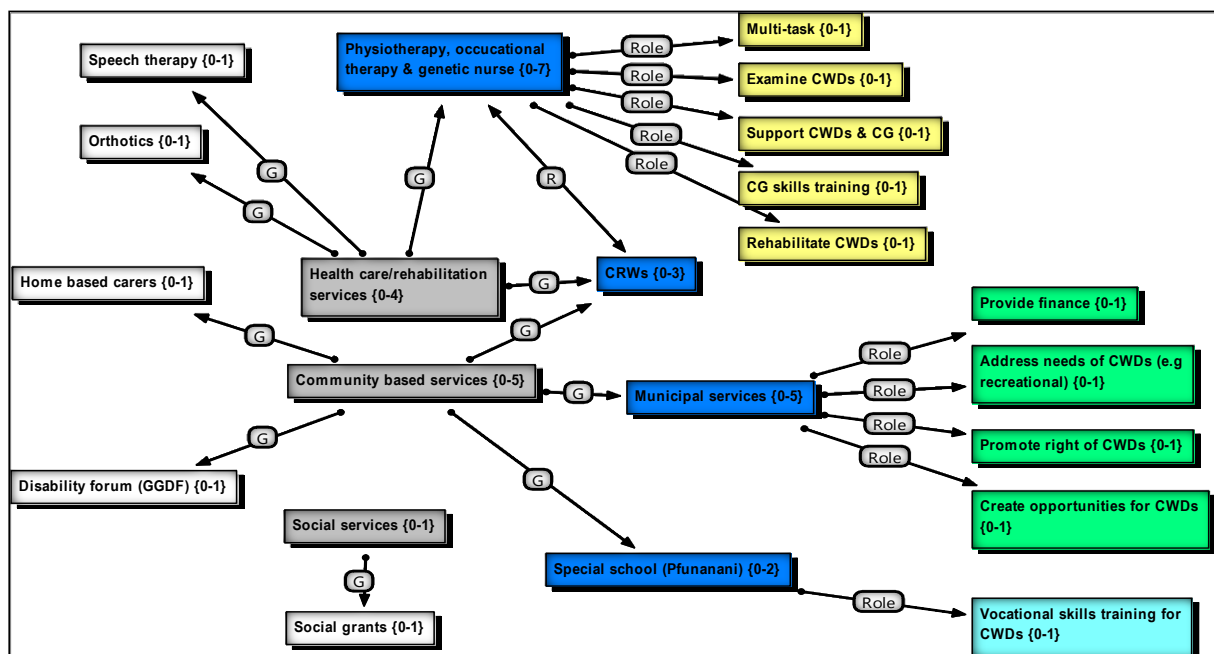 Multi-task {0-1}
Speech therapy {0-1}
Physiotherapy, occucational
therapy & genetic nurse {0-7}
Role
Role
Examine CWDs {0-1}
Role
Orthotics {0-1}
Support CWDs & CG {0-1}
Role
Role
G
G
R
CG skills training {0-1}
G
Rehabilitate CWDs {0-1}
Home based carers {0-1}
Health care/rehabilitation
services {0-4}
G
CRWs {0-3}
Provide finance {0-1}
G
G
Role
Community based services {0-5}
G
Municipal services {0-5}
Role
Address needs of CWDs (e.g
recreational) {0-1}
Role
G
Promote right of CWDs {0-1}
Role
Disability forum (GGDF) {0-1}
G
Create opportunities for CWDs
{0-1}
Social services {0-1}
G
Special school (Pfunanani) {0-2}
Role
Social grants {0-1}
Vocational skills training for
CWDs {0-1}